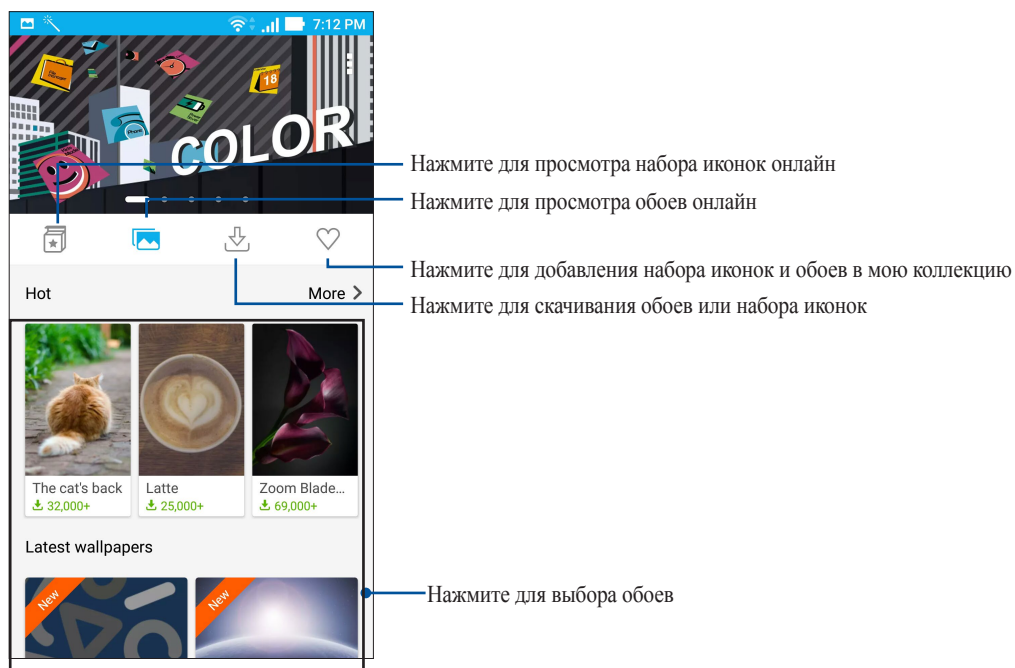 7:12 PM
18
Phone
COLOR
Нажмите для просмотра набора иконок онлайн
Нажмите для просмотра обоев онлайн
Нажмите для добавления набора иконок и обоев в мою коллекцию
Нажмите для скачивания обоев или набора иконок
Hot
More
The cat's back
Latte
Zoom Blade...
32,000+
25,000+
69,000+
Latest wallpapers
New
New
Нажмите для выбора обоев